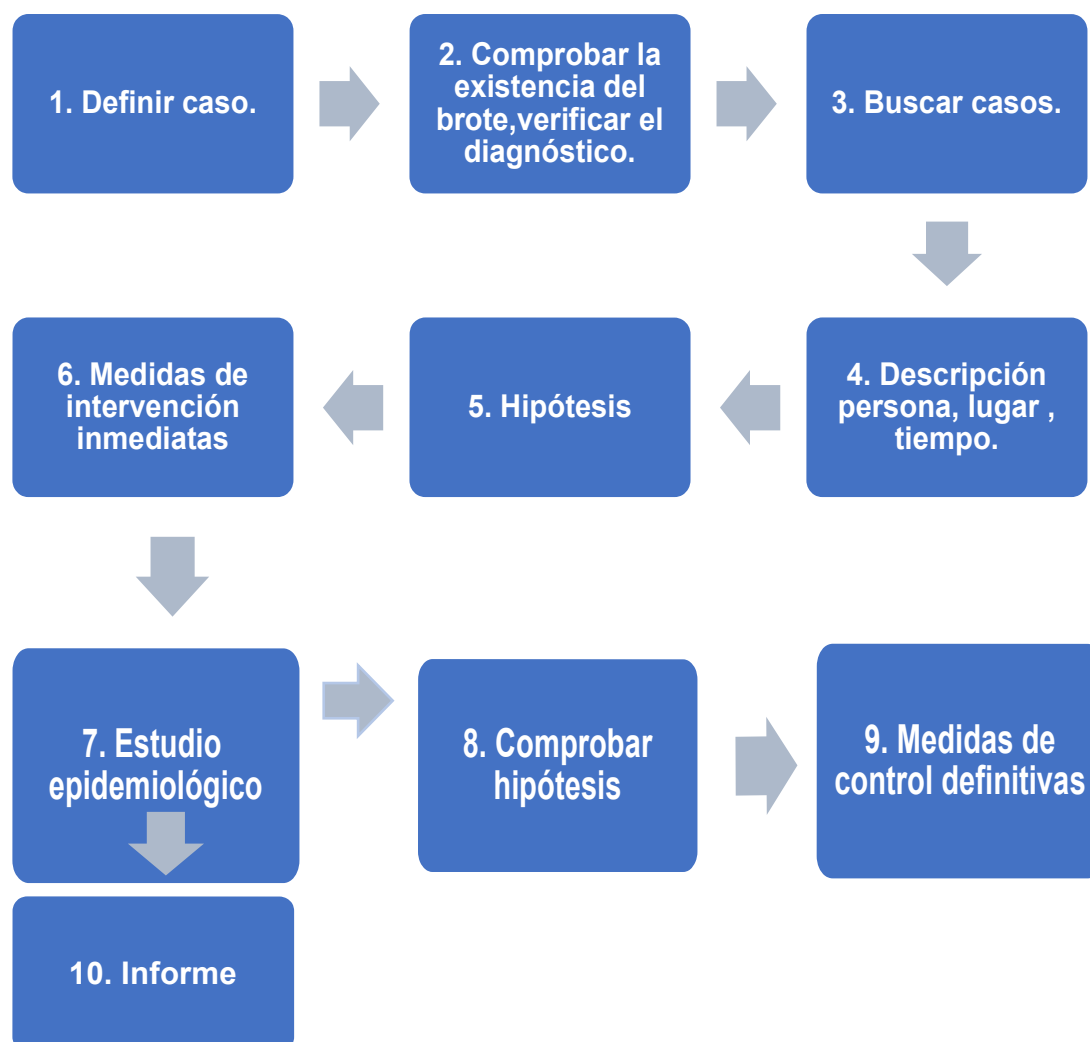 1. Definir caso.
2. Comprobar la
existencia del
brote,verificar el
diagnóstico.
3. Buscar casos.
4. Descripción
persona, lugar ,
tiempo.
5. Hipótesis
6. Medidas de
intervención
inmediatas
7. Estudio
epidemiológico
8. Comprobar
hipótesis
9. Medidas de
control definitivas
10. Informe